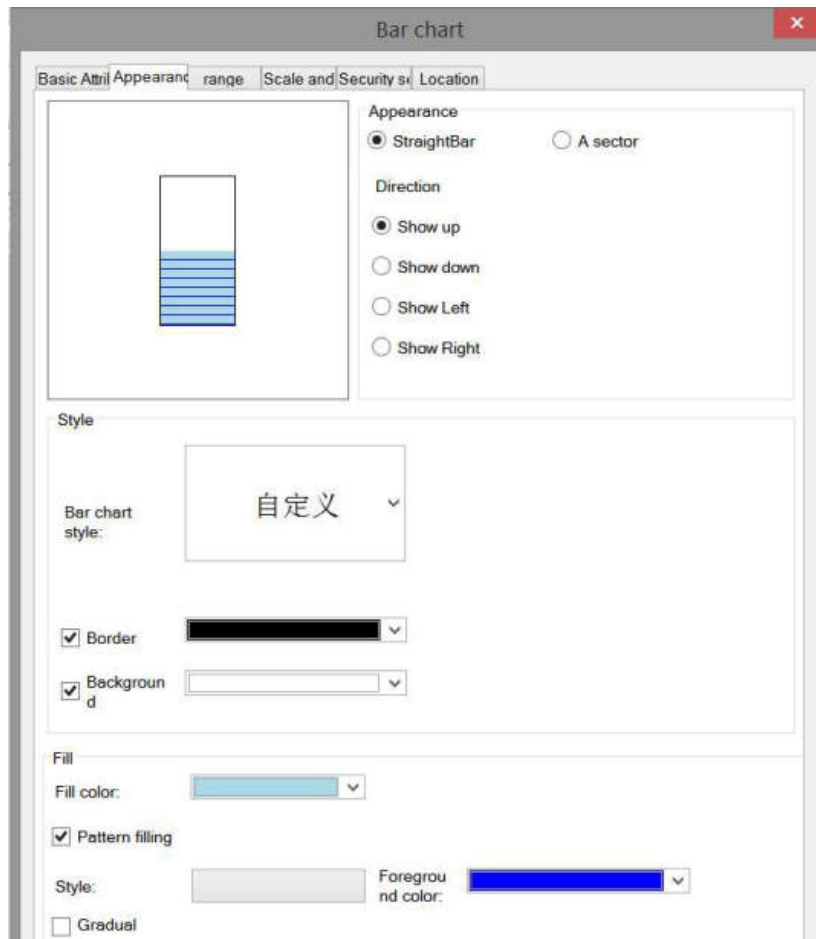 Bar chart
Basic Attril Appearanc range Scale and Security se Location
Appearance
StraightBar A sector
Direction
Show up
Show down
Show Left
Show Right
Style
Bar chart
style:
自定义
Border
Backgroun
d
Fill
Fill color:
Pattern filling
Style:
Foregrou
nd color:
Gradual